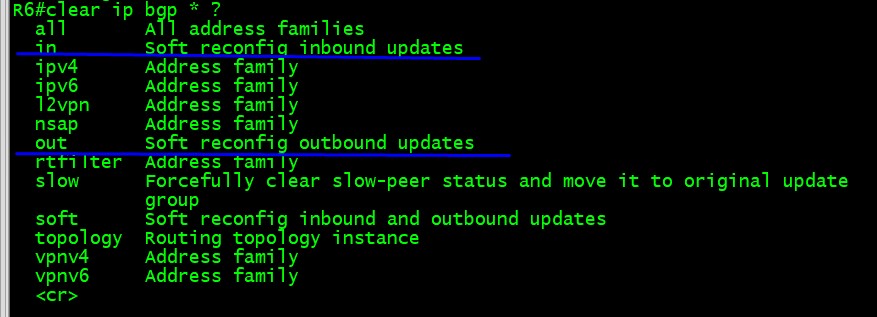 R6#clear ip bgp * ?
all All address families
in Soft reconfig inbound updates
ipv4 Address family
ipv6 Address family
l2vpn Address family
nsap Address family
out Soft reconfig outbound updates
rtfilter Address family
slow Forcefully clear slow-peer status and move it to original update
group
soft Soft reconfig inbound and outbound updates
topology Routing topology instance
vpnv4 Address family
vpnv6 Address family
<cr>